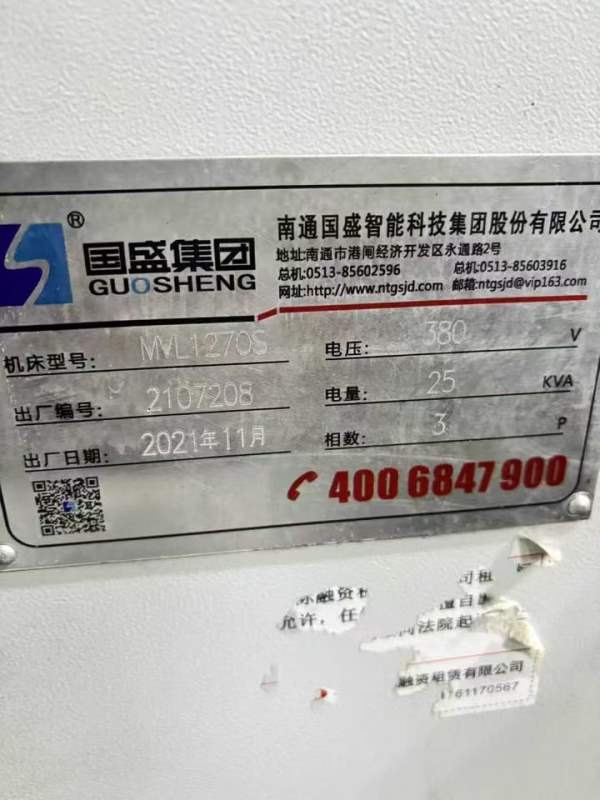 ®
国盛集团
GUOSHENG
南通国盛智能科技集团股份有限公司
地址:南通市港闸经济开发区永通路2号
总机:0513-85602596 总机:0513-85603916
网址:http://www.ntgsjd.com 邮箱:ntgsjd@vip163.com
机床型号: MVL1270S
出厂编号: 2107208
出厂日期: 2021年11月
电压: 380 V
电量: 25 KVA
相数: 3 P
400 6847 900
融资 司租
允许,任 项目
法院起
融资租赁有限公司
61170567